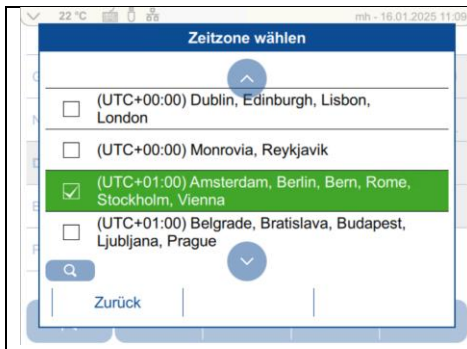 22 °C
mh - 16.01.2025 11:09
Zeitzone wählen
(UTC+00:00) Dublin, Edinburgh, Lisbon,
London
(UTC+00:00) Monrovia, Reykjavik
(UTC+01:00) Amsterdam, Berlin, Bern, Rome,
Stockholm, Vienna
(UTC+01:00) Belgrade, Bratislava, Budapest,
Ljubljana, Prague
Zurück